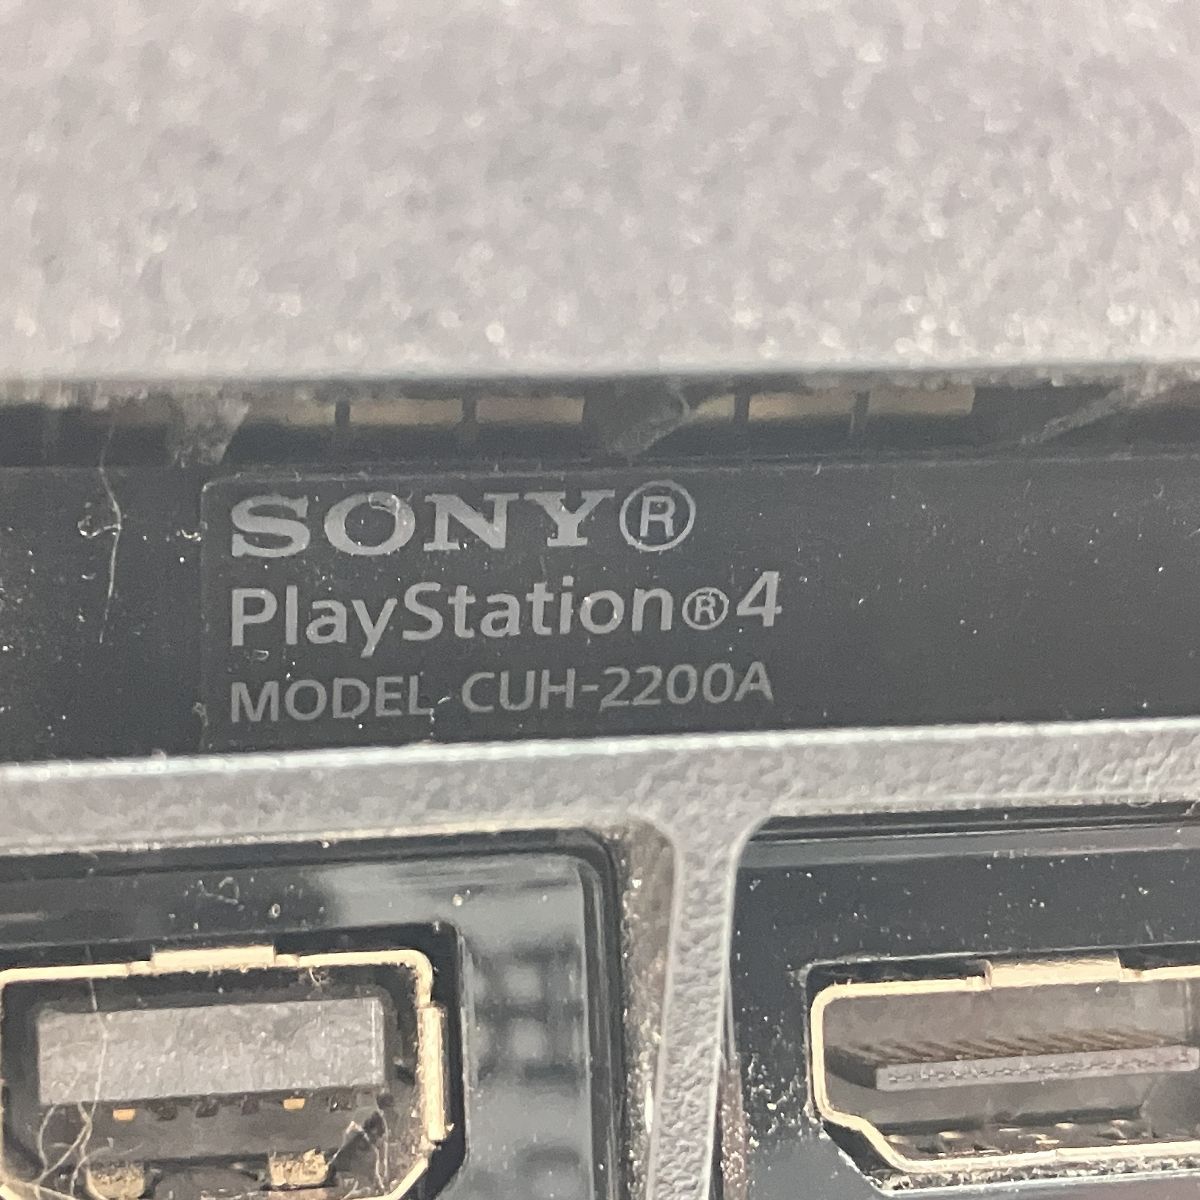 SONY®
PlayStation®4
MODEL CUH-2200A